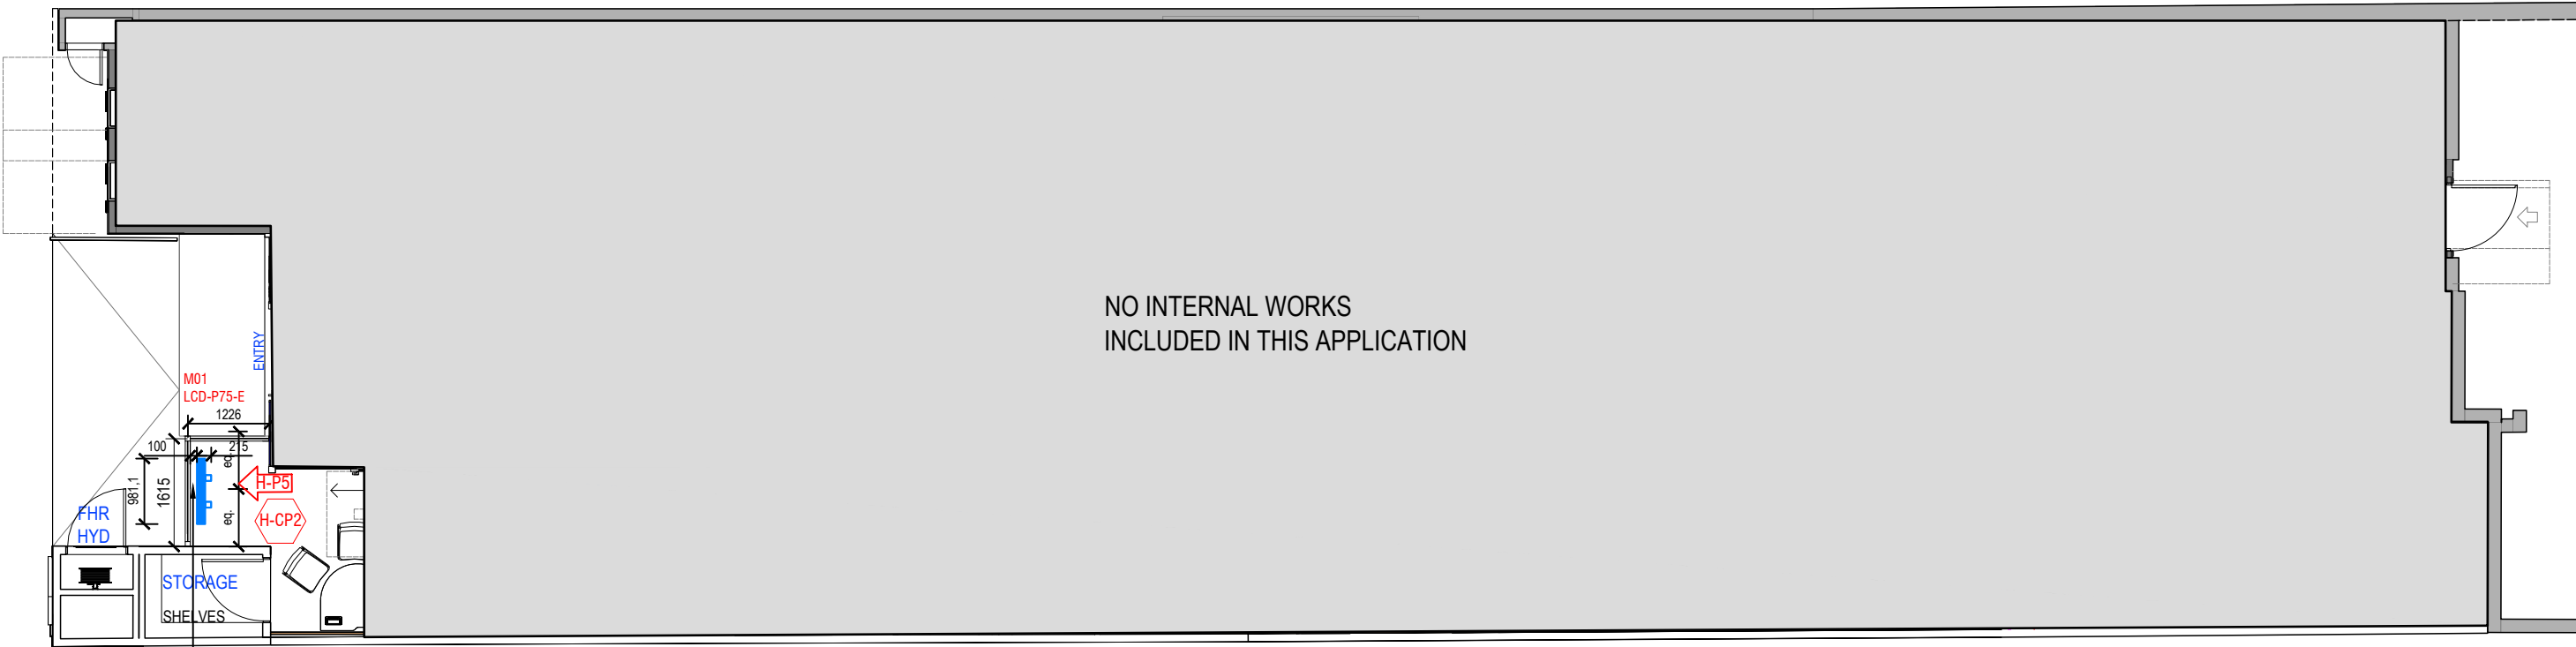 NO INTERNAL WORKS
INCLUDED IN THIS APPLICATION
ENTRY
M01
LCD-P75-E
1226
100
215
eq.
981,1
1615
H-P5
eq.
H-CP2
FHR
HYD
STORAGE
SHELVES